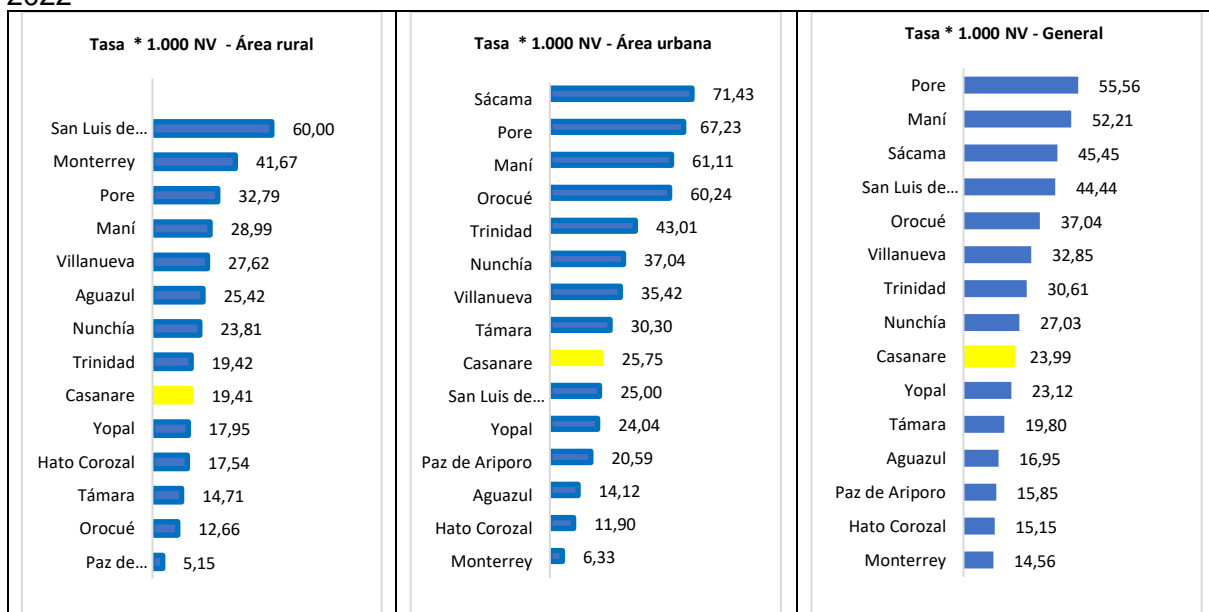 2022
Tasa * 1.000 NV - Área rural
San Luis de... 60,00
Monterrey 41,67
Pore 32,79
Maní 28,99
Villanueva 27,62
Aguazul 25,42
Nunchía 23,81
Trinidad 19,42
Casanare 19,41
Yopal 17,95
Hato Corozal 17,54
Támara 14,71
Orocué 12,66
Paz de... 5,15
Tasa * 1.000 NV - Área urbana
Sácama 71,43
Pore 67,23
Maní 61,11
Orocué 60,24
Trinidad 43,01
Nunchía 37,04
Villanueva 35,42
Támara 30,30
Casanare 25,75
San Luis de... 25,00
Yopal 24,04
Paz de Ariporo 20,59
Aguazul 14,12
Hato Corozal 11,90
Monterrey 6,33
Tasa * 1.000 NV - General
Pore 55,56
Maní 52,21
Sácama 45,45
San Luis de... 44,44
Orocué 37,04
Villanueva 32,85
Trinidad 30,61
Nunchía 27,03
Casanare 23,99
Yopal 23,12
Támara 19,80
Aguazul 16,95
Paz de Ariporo 15,85
Hato Corozal 15,15
Monterrey 14,56